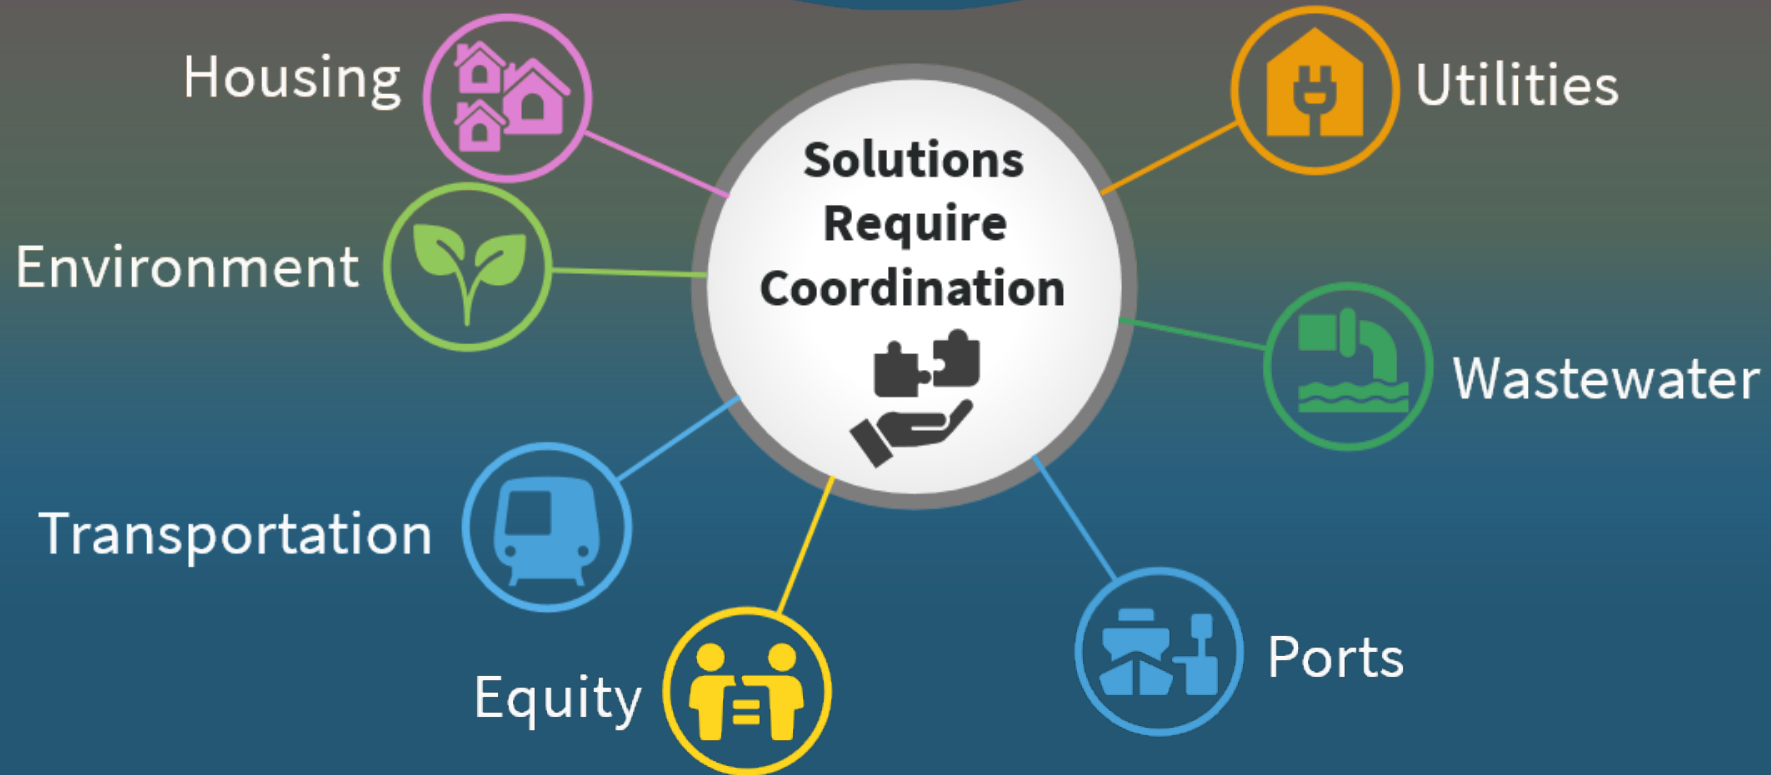 Housing
Utilities
Solutions
Require
Coordination
Environment
Wastewater
Transportation
Ports
Equity